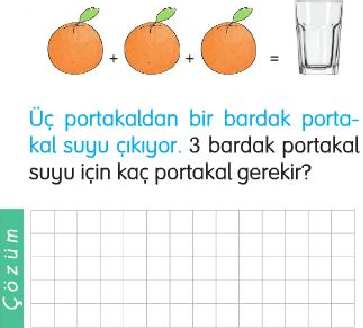 + + =
Üç portakaldan bir bardak porta-
kal suyu çıkıyor. 3 bardak portakal
suyu için kaç portakal gerekir?
Çözüm